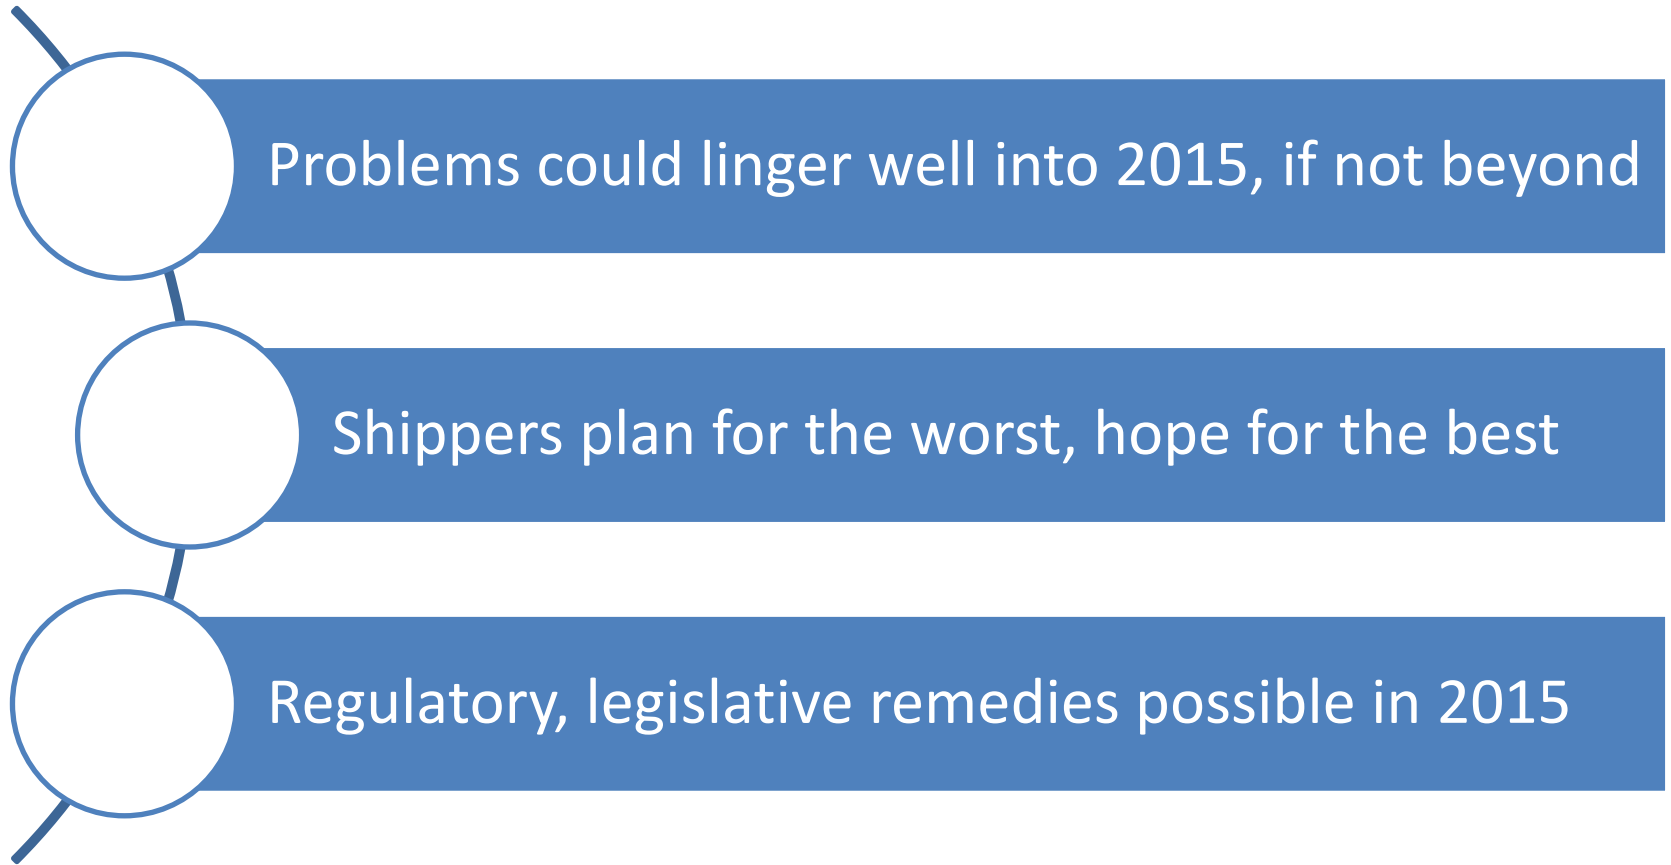 Problems could linger well into 2015, if not beyond
Shippers plan for the worst, hope for the best
Regulatory, legislative remedies possible in 2015